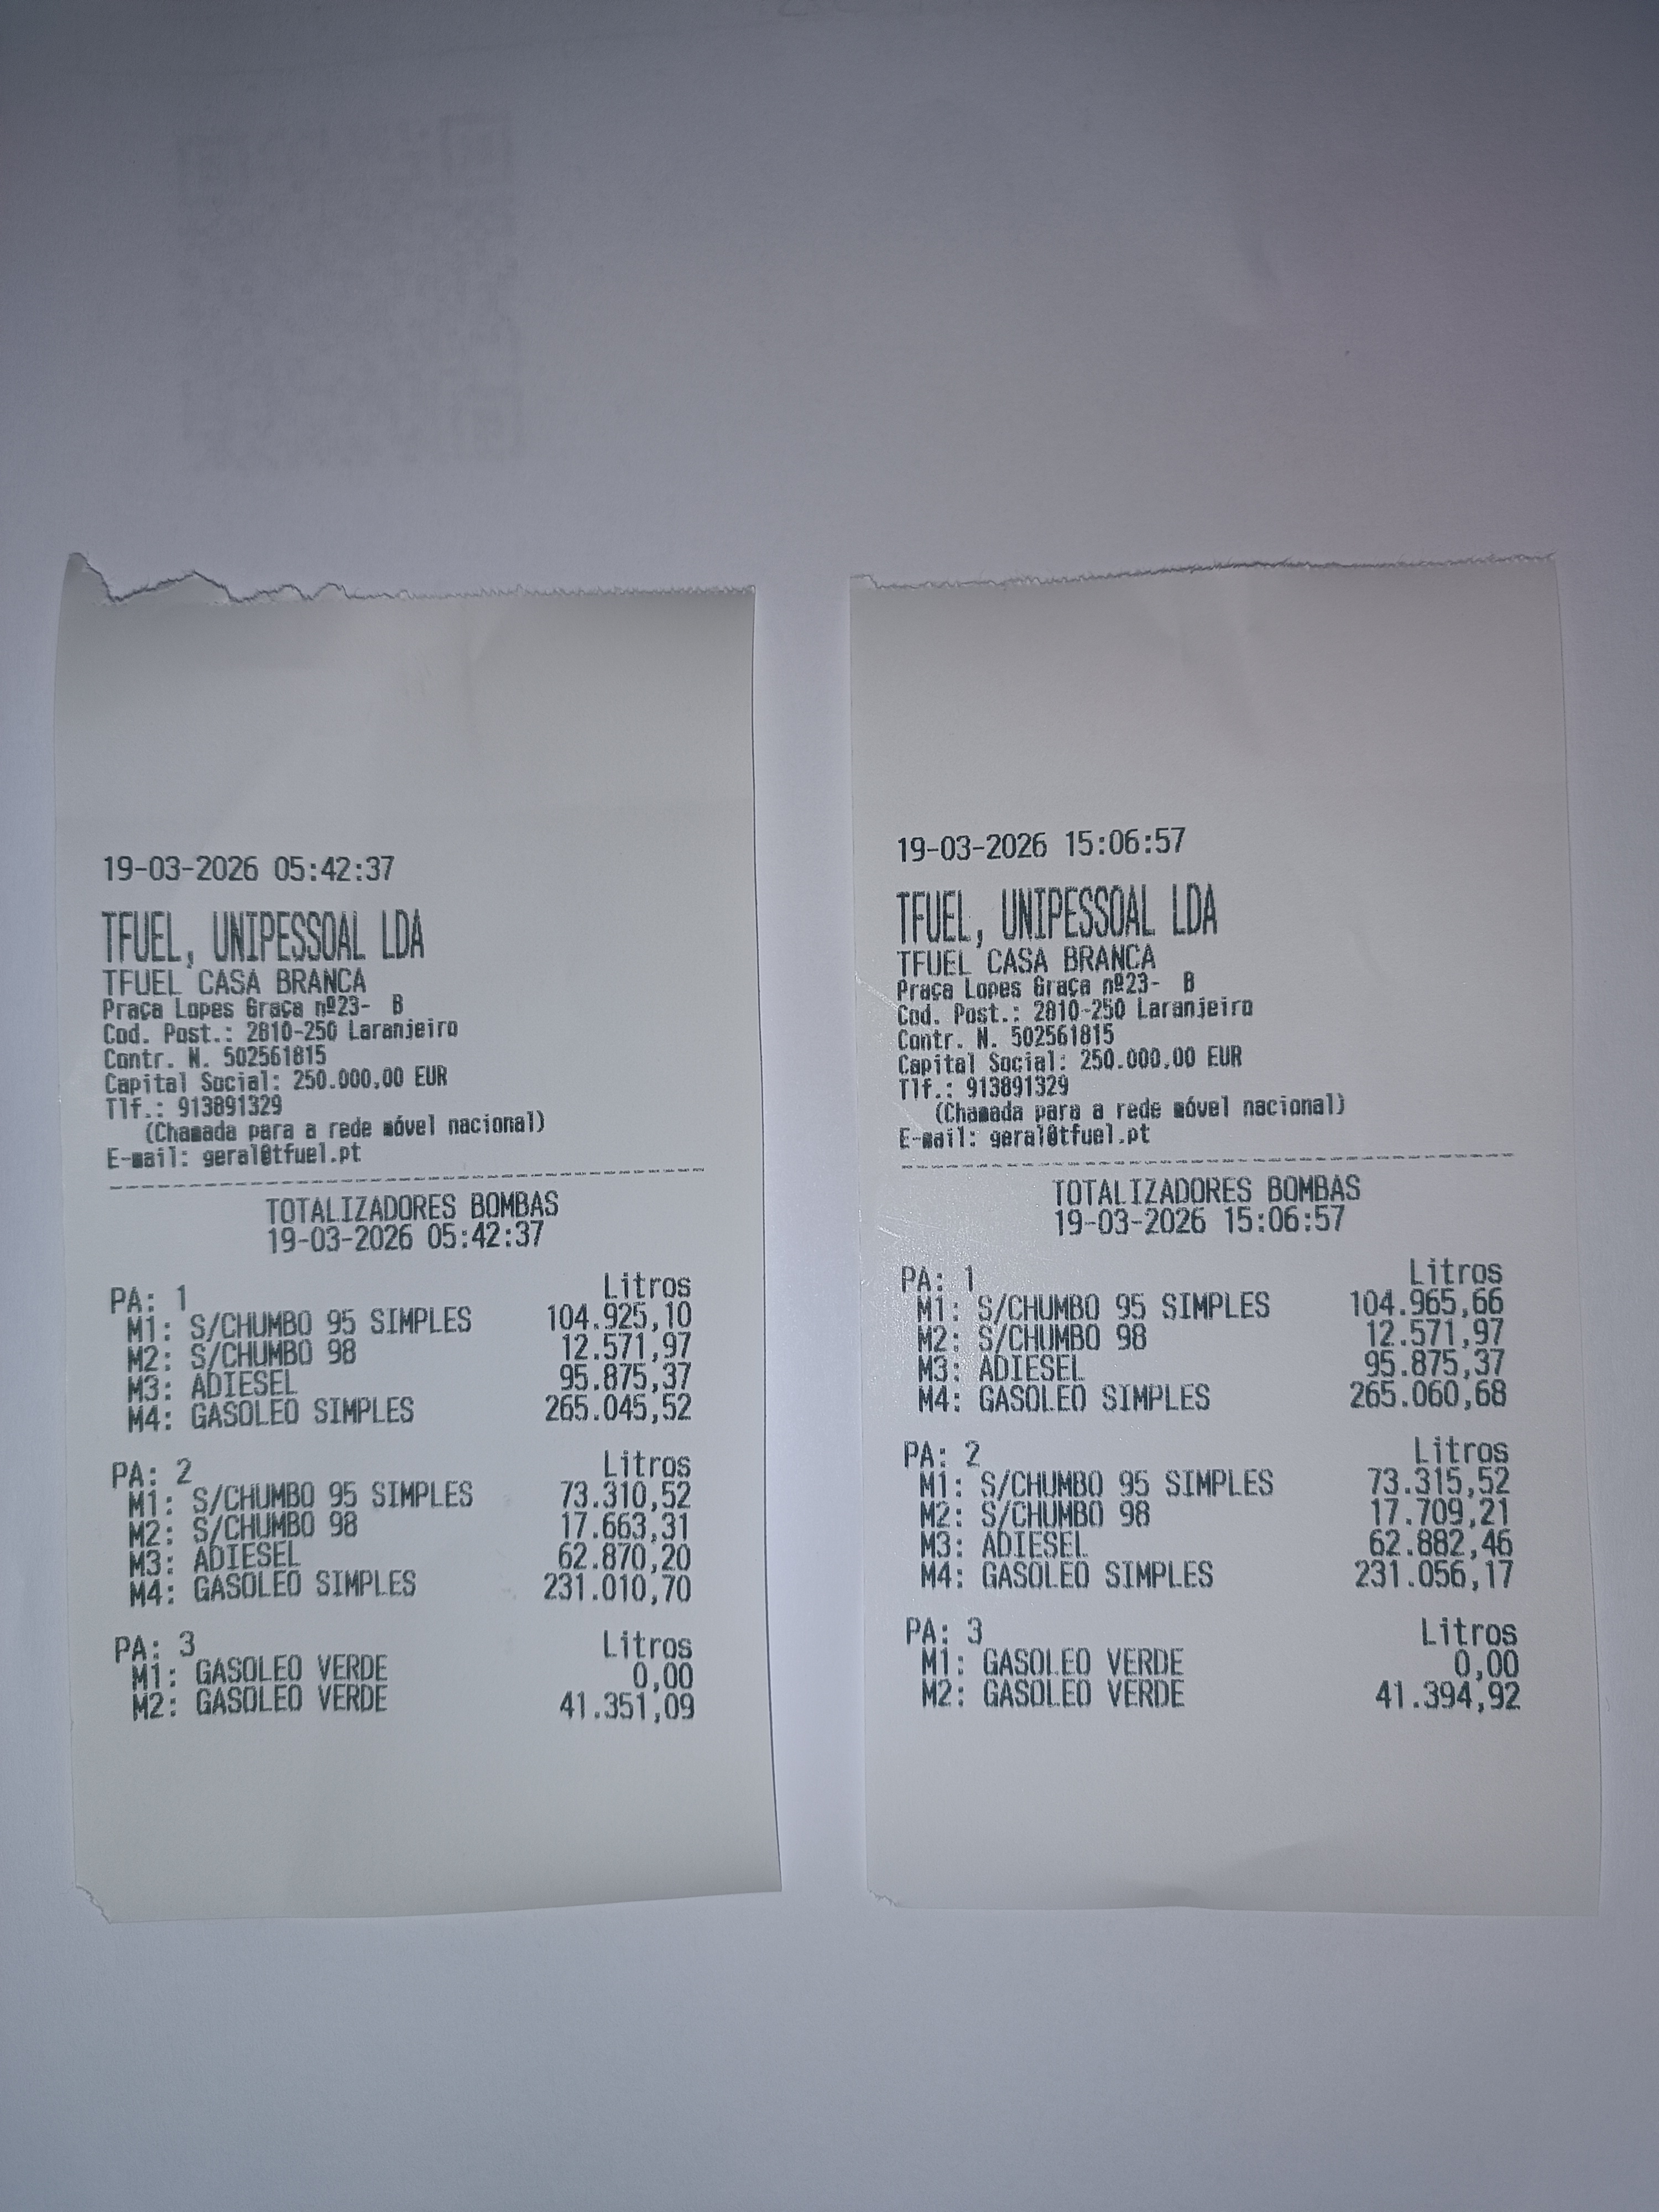 19-03-2026 05:42:37
TFUEL, UNIPESSOAL LDA
TFUEL CASA BRANCA
Praça Lopes Graça nº23- B
Cod. Post.: 2810-250 Laranjeiro
Contr. N. 502561815
Capital Social: 250.000,00 EUR
Tlf.: 913891329
(Chamada para a rede móvel nacional)
E-mail: geral@tfuel.pt
TOTALIZADORES BOMBAS
19-03-2026 05:42:37
PA: 1 Litros
M1: S/CHUMBO 95 SIMPLES 104.925,10
M2: S/CHUMBO 98 12.571,97
M3: ADIESEL 95.875,37
M4: GASOLEO SIMPLES 265.045,52
PA: 2 Litros
M1: S/CHUMBO 95 SIMPLES 73.310,52
M2: S/CHUMBO 98 17.663,31
M3: ADIESEL 62.870,20
M4: GASOLEO SIMPLES 231.010,70
PA: 3 Litros
M1: GASOLEO VERDE 0,00
M2: GASOLEO VERDE 41.351,09
19-03-2026 15:06:57
TFUEL, UNIPESSOAL LDA
TFUEL CASA BRANCA
Praça Lopes Graça nº23- B
Cod. Post.: 2810-250 Laranjeiro
Contr. N. 502561815
Capital Social: 250.000,00 EUR
Tlf.: 913891329
(Chamada para a rede móvel nacional)
E-mail: geral@tfuel.pt
TOTALIZADORES BOMBAS
19-03-2026 15:06:57
PA: 1 Litros
M1: S/CHUMBO 95 SIMPLES 104.965,66
M2: S/CHUMBO 98 12.571,97
M3: ADIESEL 95.875,37
M4: GASOLEO SIMPLES 265.060,68
PA: 2 Litros
M1: S/CHUMBO 95 SIMPLES 73.315,52
M2: S/CHUMBO 98 17.709,21
M3: ADIESEL 62.882,46
M4: GASOLEO SIMPLES 231.056,17
PA: 3 Litros
M1: GASOLEO VERDE 0,00
M2: GASOLEO VERDE 41.394,92